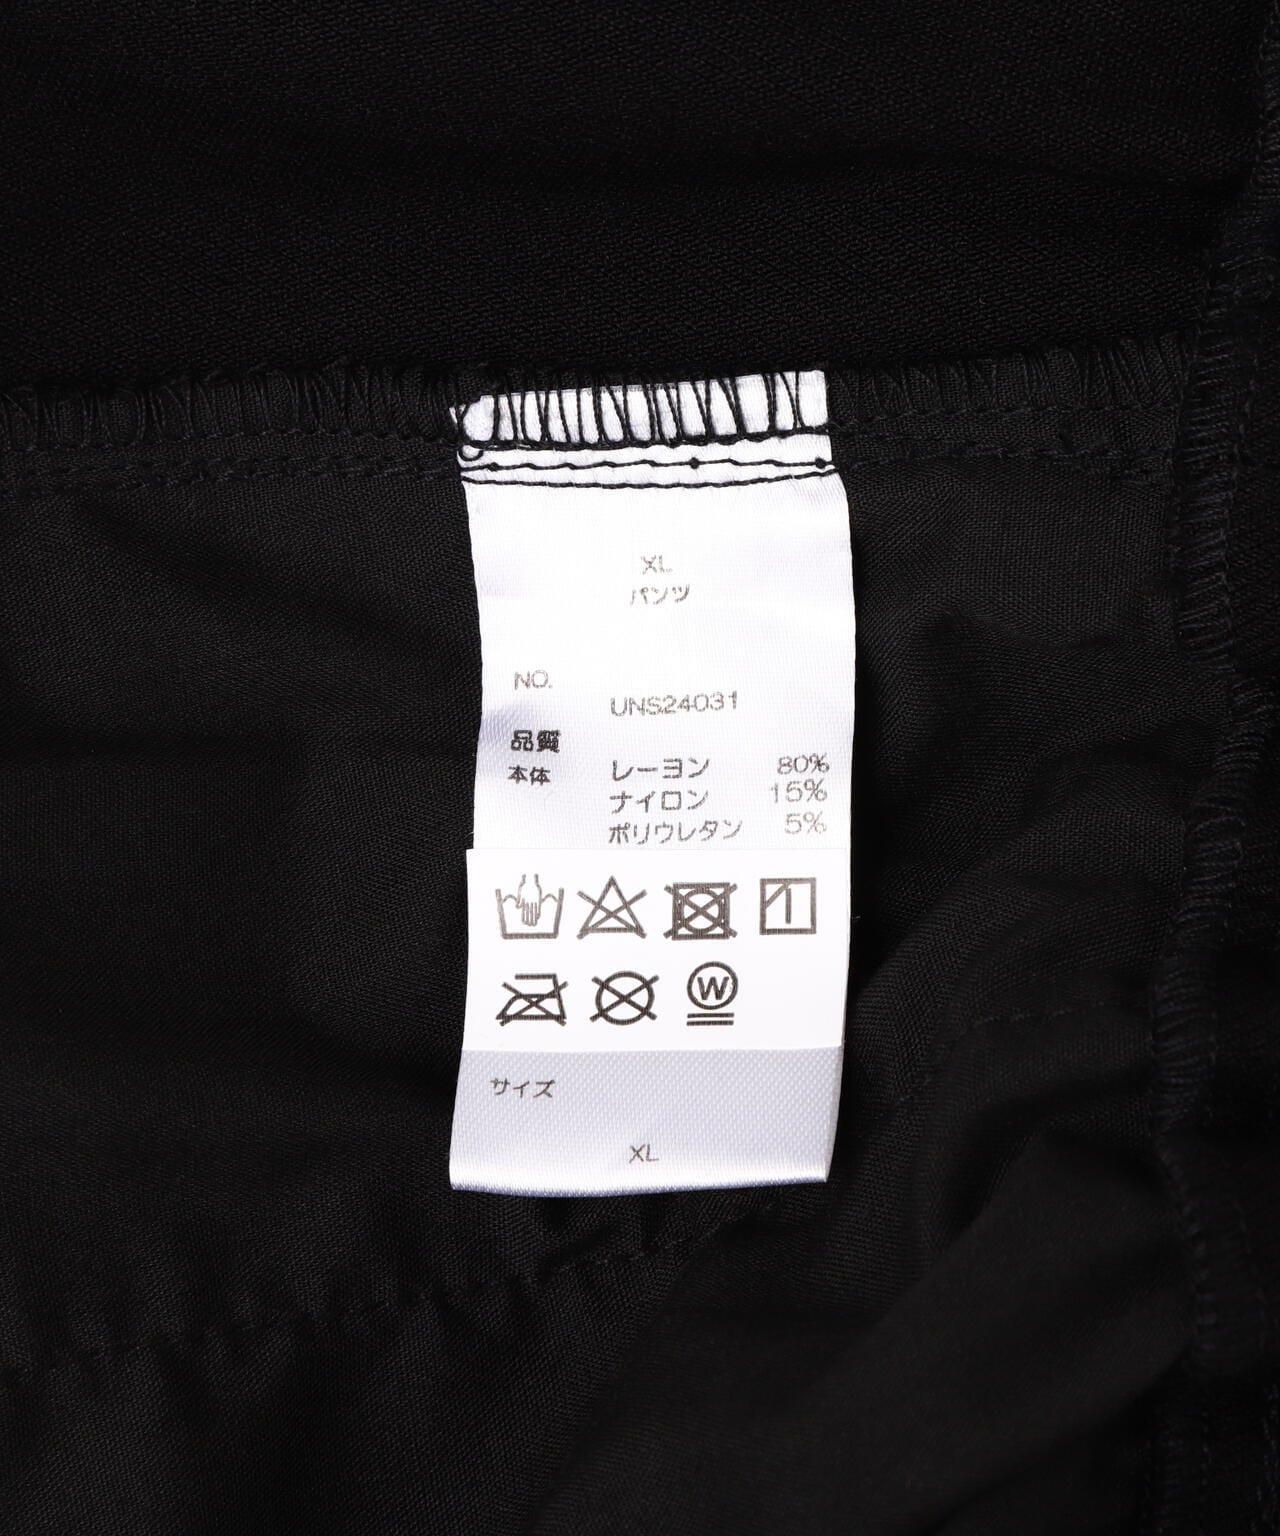 XL
パンツ
NO.
UNS24031
品質
本体 レーヨン 80%
ナイロン 15%
ポリウレタン 5%
W
サイズ
XL